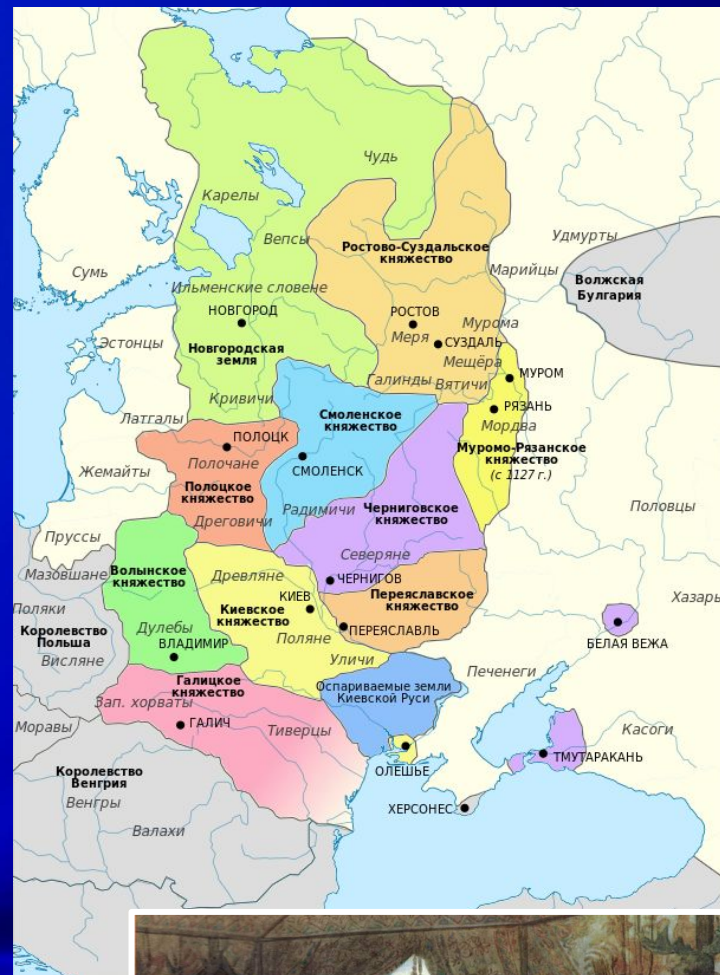 Чудь
Карелы
Вепсы
Удмурты
Ростово-Суздальское
княжество
Марийцы
Сумь
Волжская
Булгария
Ильменские словене
НОВГОРОД
РОСТОВ
Меря
Мурома
СУЗДАЛЬ
Эстонцы
Новгородская
земля
Мещёра
МУРОМ
Галинды
Вятичи
Кривичи
РЯЗАНЬ
Латгалы
Смоленское
княжество
Мордва
ПОЛОЦК
Муромо-Рязанское
княжество
(с 1127 г.)
Полочане
СМОЛЕНСК
Жемайты
Полоцкое
княжество
Радимичи
Черниговское
княжество
Половцы
Дреговичи
Пруссы
Северяне
Мазовшане
Волынское
княжество
Древляне
ЧЕРНИГОВ
КИЕВ
Переяславское
княжество
Хазары
Поляки
Киевское
княжество
Королевство
Польша
Дулебы
Поляне
ПЕРЕЯСЛАВЛЬ
ВЛАДИМИР
БЕЛАЯ ВЕЖА
Висляне
Уличи
Галицкое
княжество
Печенеги
Оспариваемые земли
Киевской Руси
Зап. хорваты
ГАЛИЧ
Тиверцы
Моравы
Касоги
ТМУТАРАКАНЬ
Королевство
Венгрия
ОЛЕШЬЕ
Венгры
ХЕРСОНЕС
Валахи